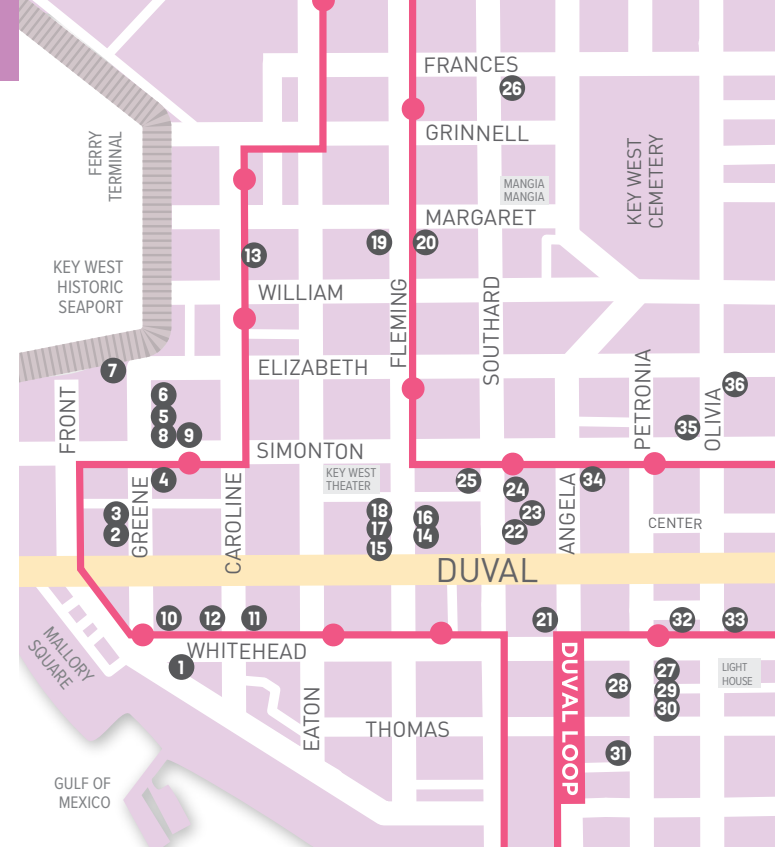 FRANCES
26
GRINNELL
FERRY
TERMINAL
KEY WEST
CEMETERY
MANGIA
MANGIA
MARGARET
19
20
13
KEY WEST
HISTORIC
SEAPORT
WILLIAM
FLEMING
SOUTHARD
7
ELIZABETH
6
5
8
9
FRONT
PETRONIA
OLIVIA
36
35
SIMONTON
4
GREENE
CAROLINE
KEY WEST
THEATER
25
24
ANGELA
34
3
2
18
17
15
16
14
23
22
CENTER
DUVAL
10
12
11
21
32
33
MALLORY
SQUARE
1
WHITEHEAD
DUVAL LOOP
28
27
29
30
LIGHT
HOUSE
EATON
THOMAS
31
GULF OF
MEXICO